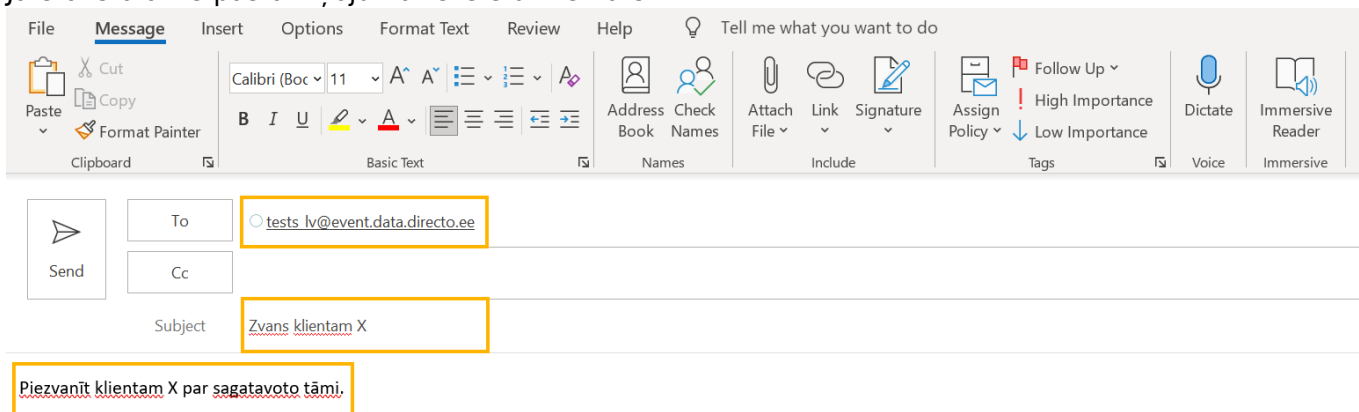 File Message Insert Options Format Text Review Help Tell me what you want to do
Cut
Calibri (Boc 11
Follow Up
Copy
High Importance
Paste
Format Painter
B I U A
Address Book
Check Names
Attach File
Link
Signature
Assign Policy
Low Importance
Dictate
Immersive Reader
Clipboard Basic Text Names Include Tags Voice Immersive
To tests_lv@event.data.directo.ee
Send
Cc
Subject Zvans klientam X
Piezvanīt klientam X par sagatavoto tāmi.